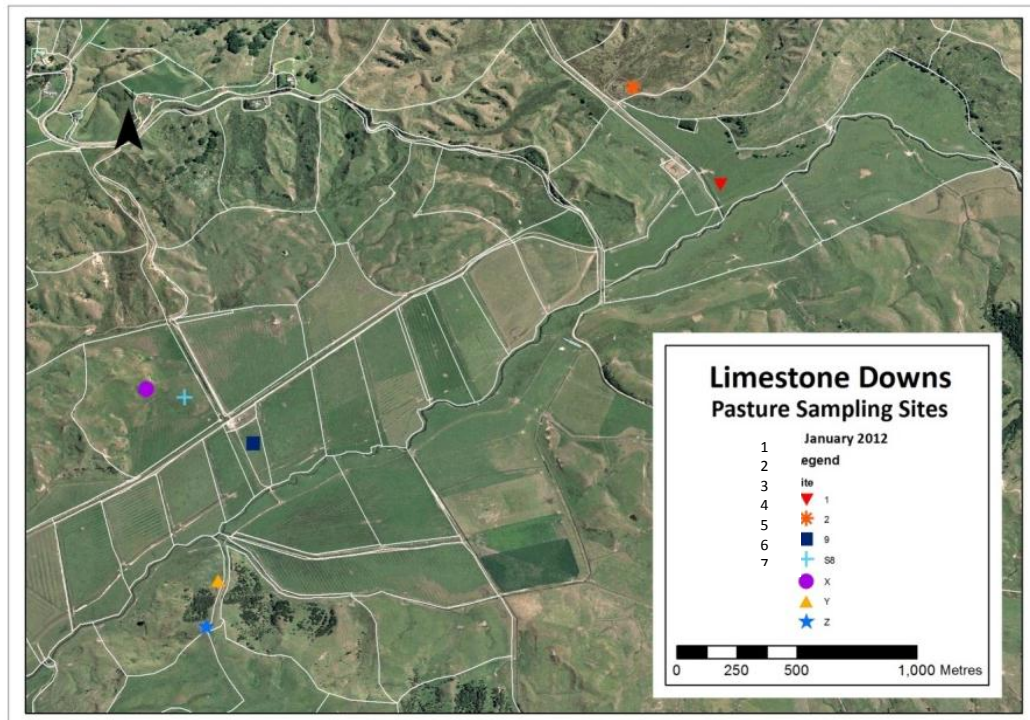 Limestone Downs
Pasture Sampling Sites
January 2012
1
2 egend
3 ite
4 1
5 2
6 9
7 S8
X
Y
Z
0 250 500 1,000 Metres